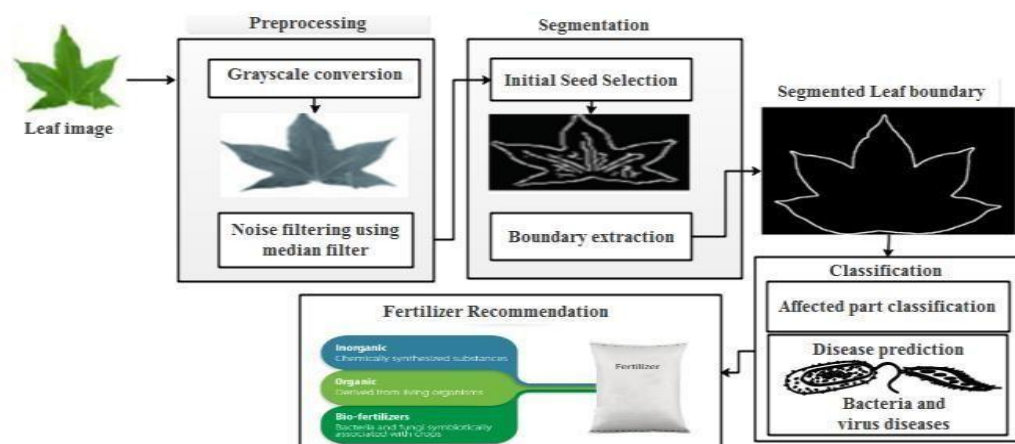 Preprocessing
Segmentation
Leaf image
Grayscale conversion
Noise filtering using
median filter
Initial Seed Selection
Boundary extraction
Segmented Leaf boundary
Classification
Affected part classification
Disease prediction
Bacteria and
virus diseases
Fertilizer Recommendation
Inorganic
Chemically synthesized substances
Organic
Derived from living organisms
Bio-fertilizers
Bacteria and fungi symbiotically
associated with crops
Fertilizer